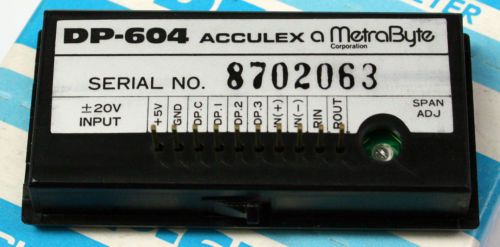 DP-604 ACCULEX a MetraByte
Corporation
SERIAL NO. 8702063
±20V
INPUT
+5V
GND
DP.C
DP.1
DP.2
DP.3
IN(+)
IN(-)
RIN
ROUT
SPAN
ADJ
METER